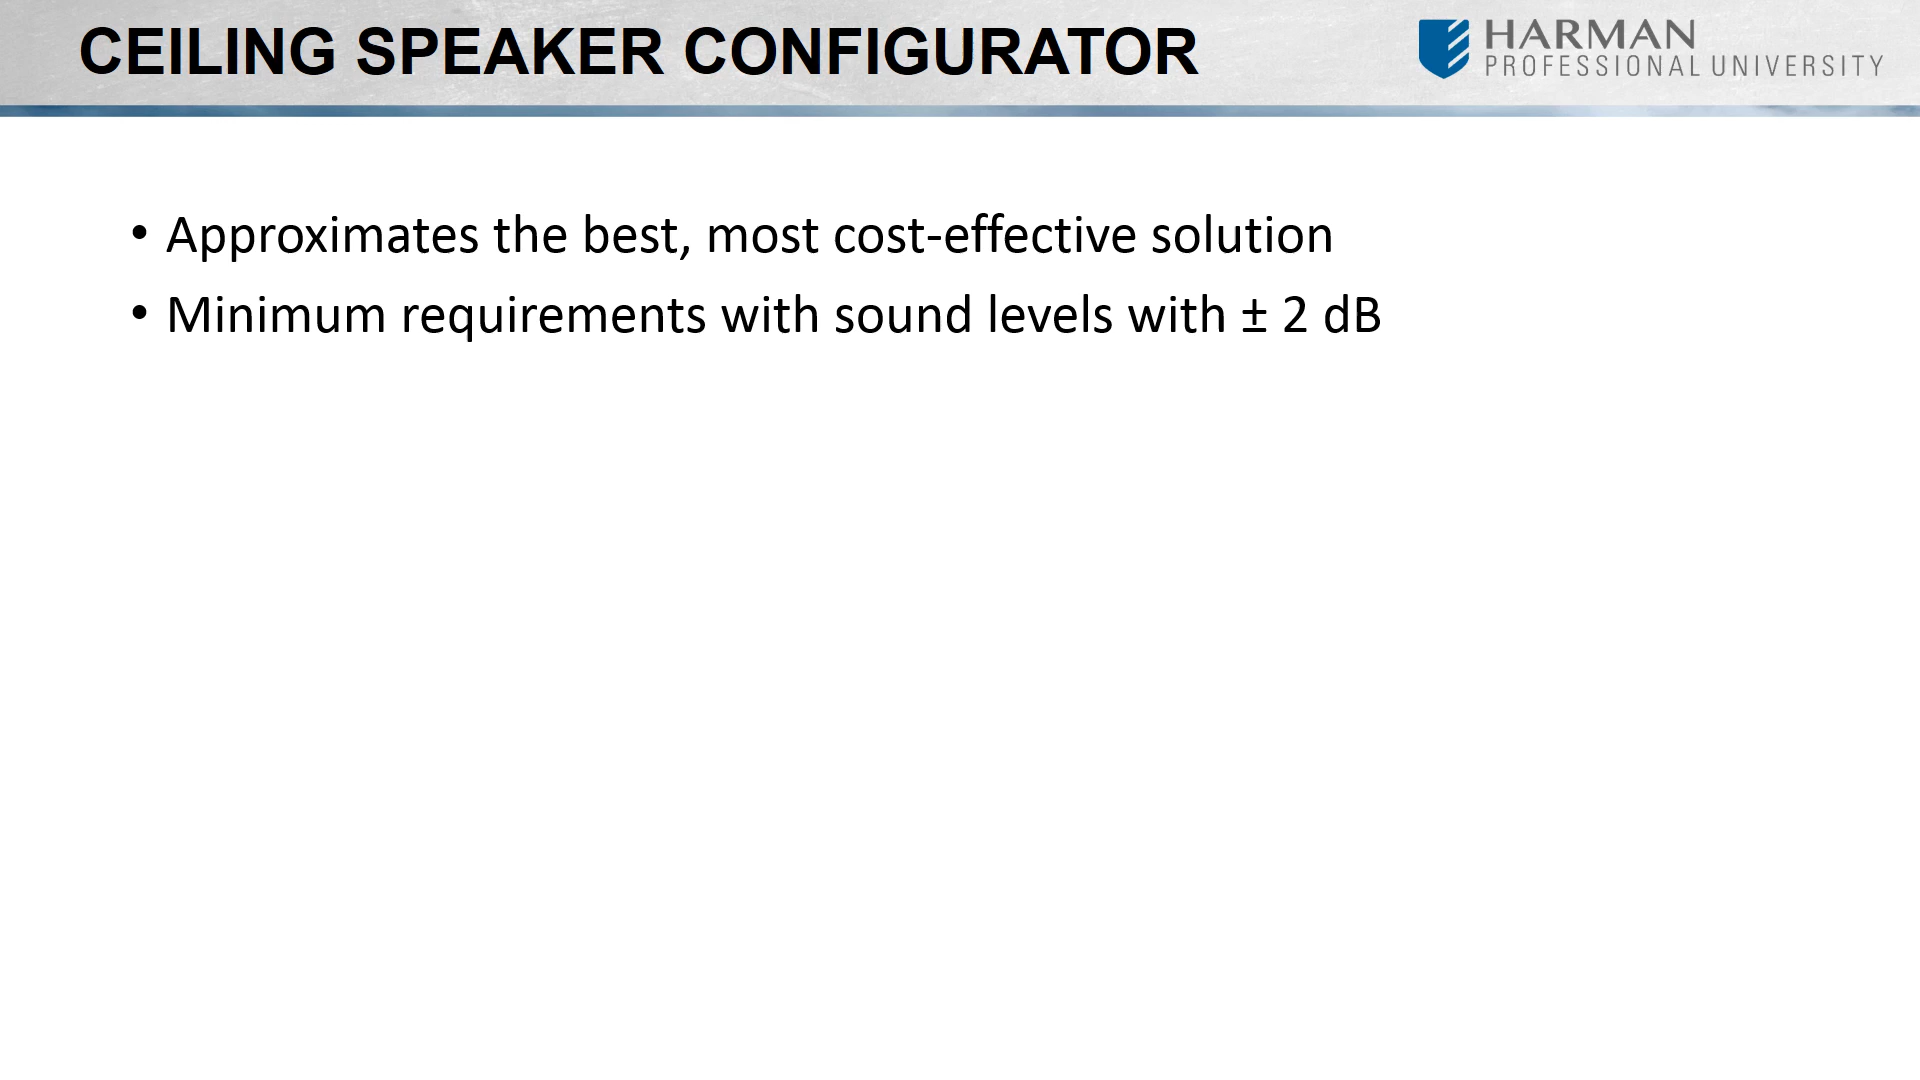 CEILING SPEAKER CONFIGURATOR
HARMAN
PROFESSIONAL UNIVERSITY
• Approximates the best, most cost-effective solution
• Minimum requirements with sound levels with ± 2 dB